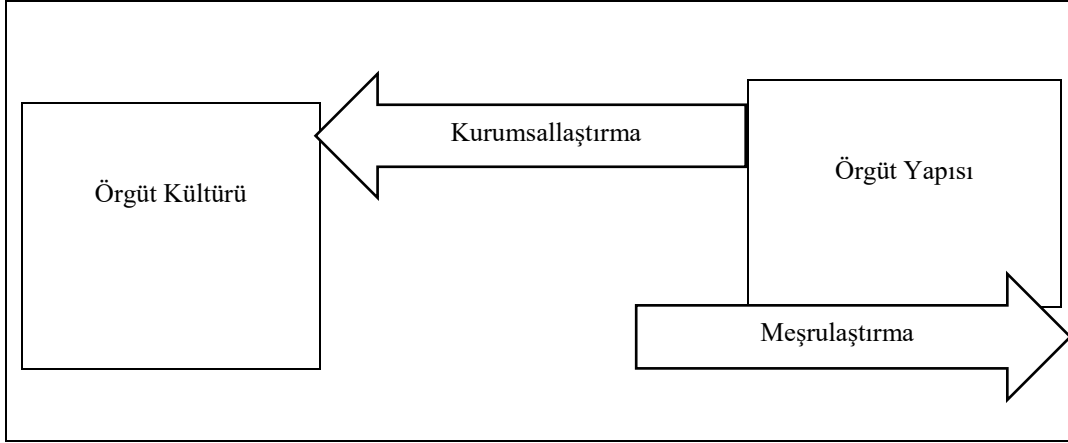 Kurumsallaştırma
Örgüt Kültürü
Örgüt Yapısı
Meşrulaştırma